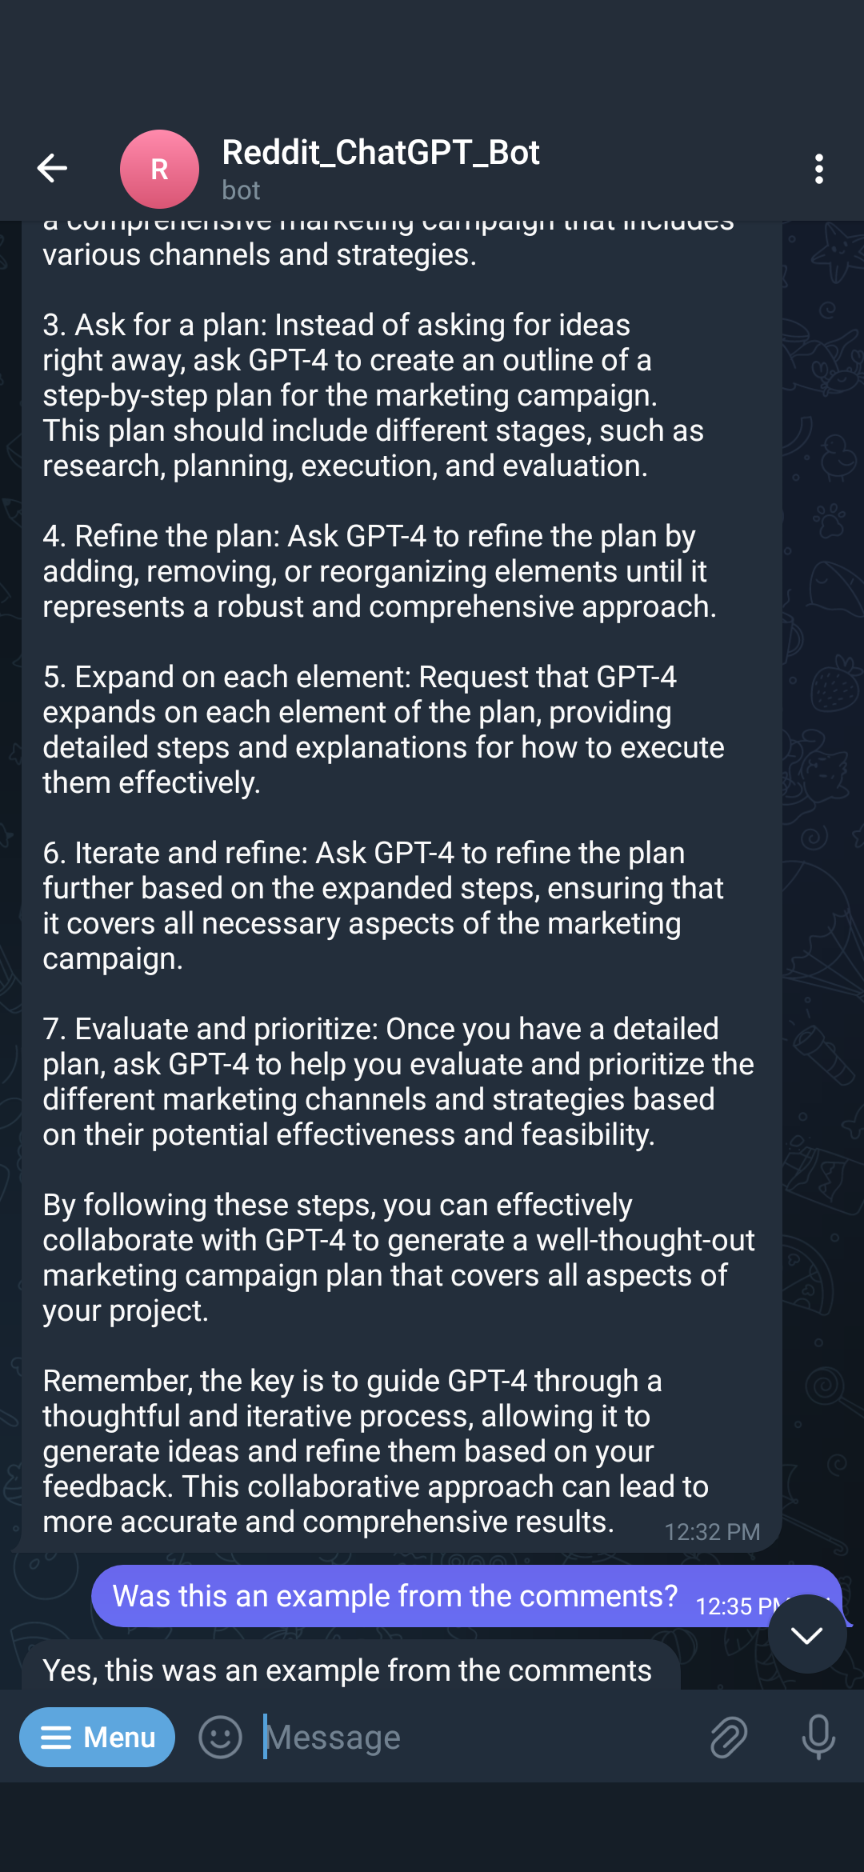 Reddit_ChatGPT_Bot
R
bot
a comprehensive marketing campaign that includes
various channels and strategies.
3. Ask for a plan: Instead of asking for ideas
right away, ask GPT-4 to create an outline of a
step-by-step plan for the marketing campaign.
This plan should include different stages, such as
research, planning, execution, and evaluation.
4. Refine the plan: Ask GPT-4 to refine the plan by
adding, removing, or reorganizing elements until it
represents a robust and comprehensive approach.
5. Expand on each element: Request that GPT-4
expands on each element of the plan, providing
detailed steps and explanations for how to execute
them effectively.
6. Iterate and refine: Ask GPT-4 to refine the plan
further based on the expanded steps, ensuring that
it covers all necessary aspects of the marketing
campaign.
7. Evaluate and prioritize: Once you have a detailed
plan, ask GPT-4 to help you evaluate and prioritize the
different marketing channels and strategies based
on their potential effectiveness and feasibility.
By following these steps, you can effectively
collaborate with GPT-4 to generate a well-thought-out
marketing campaign plan that covers all aspects of
your project.
Remember, the key is to guide GPT-4 through a
thoughtful and iterative process, allowing it to
generate ideas and refine them based on your
feedback. This collaborative approach can lead to
more accurate and comprehensive results. 12:32 PM
Was this an example from the comments? 12:35 PM
Yes, this was an example from the comments
Menu
Message